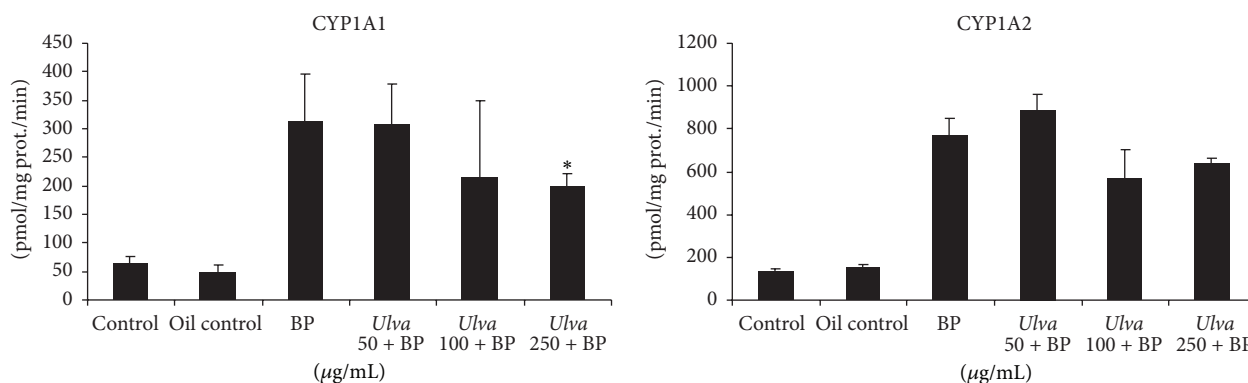 CYP1A1
(pmol/mg prot./min)
450
400
350
300
250
200
150
100
50
0
Control
Oil control
BP
Ulva
50 + BP
Ulva
100 + BP
Ulva
250 + BP
*
(μg/mL)
CYP1A2
(pmol/mg prot./min)
1200
1000
800
600
400
200
0
Control
Oil control
BP
Ulva
50 + BP
Ulva
100 + BP
Ulva
250 + BP
(μg/mL)